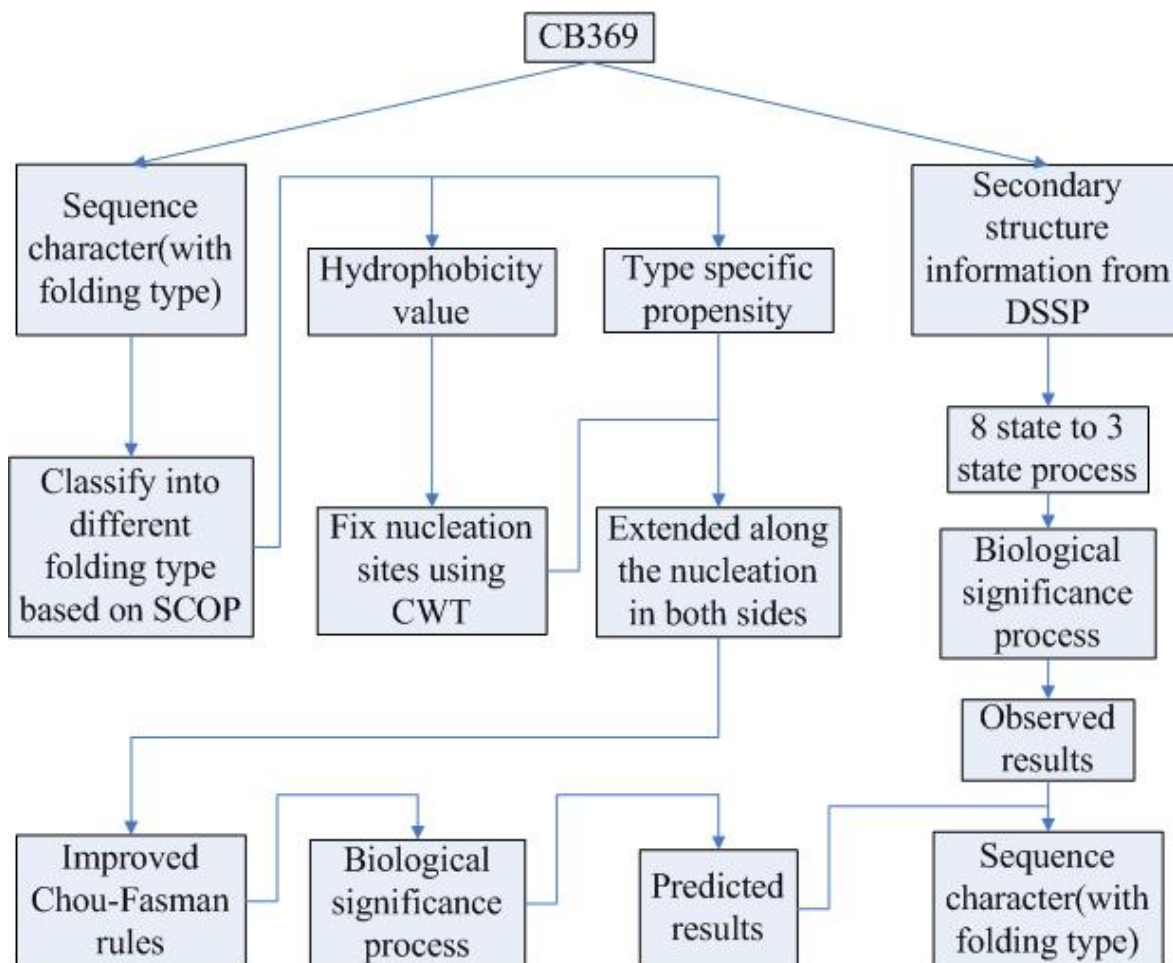 CB369
Sequence
character(with
folding type)
Hydrophobicity
value
Type specific
propensity
Secondary
structure
information from
DSSP
8 state to 3
state process
Classify into
different
folding type
based on SCOP
Fix nucleation
sites using
CWT
Extended along
the nucleation
in both sides
Biological
significance
process
Observed
results
Improved
Chou-Fasman
rules
Biological
significance
process
Predicted
results
Sequence
character(with
folding type)